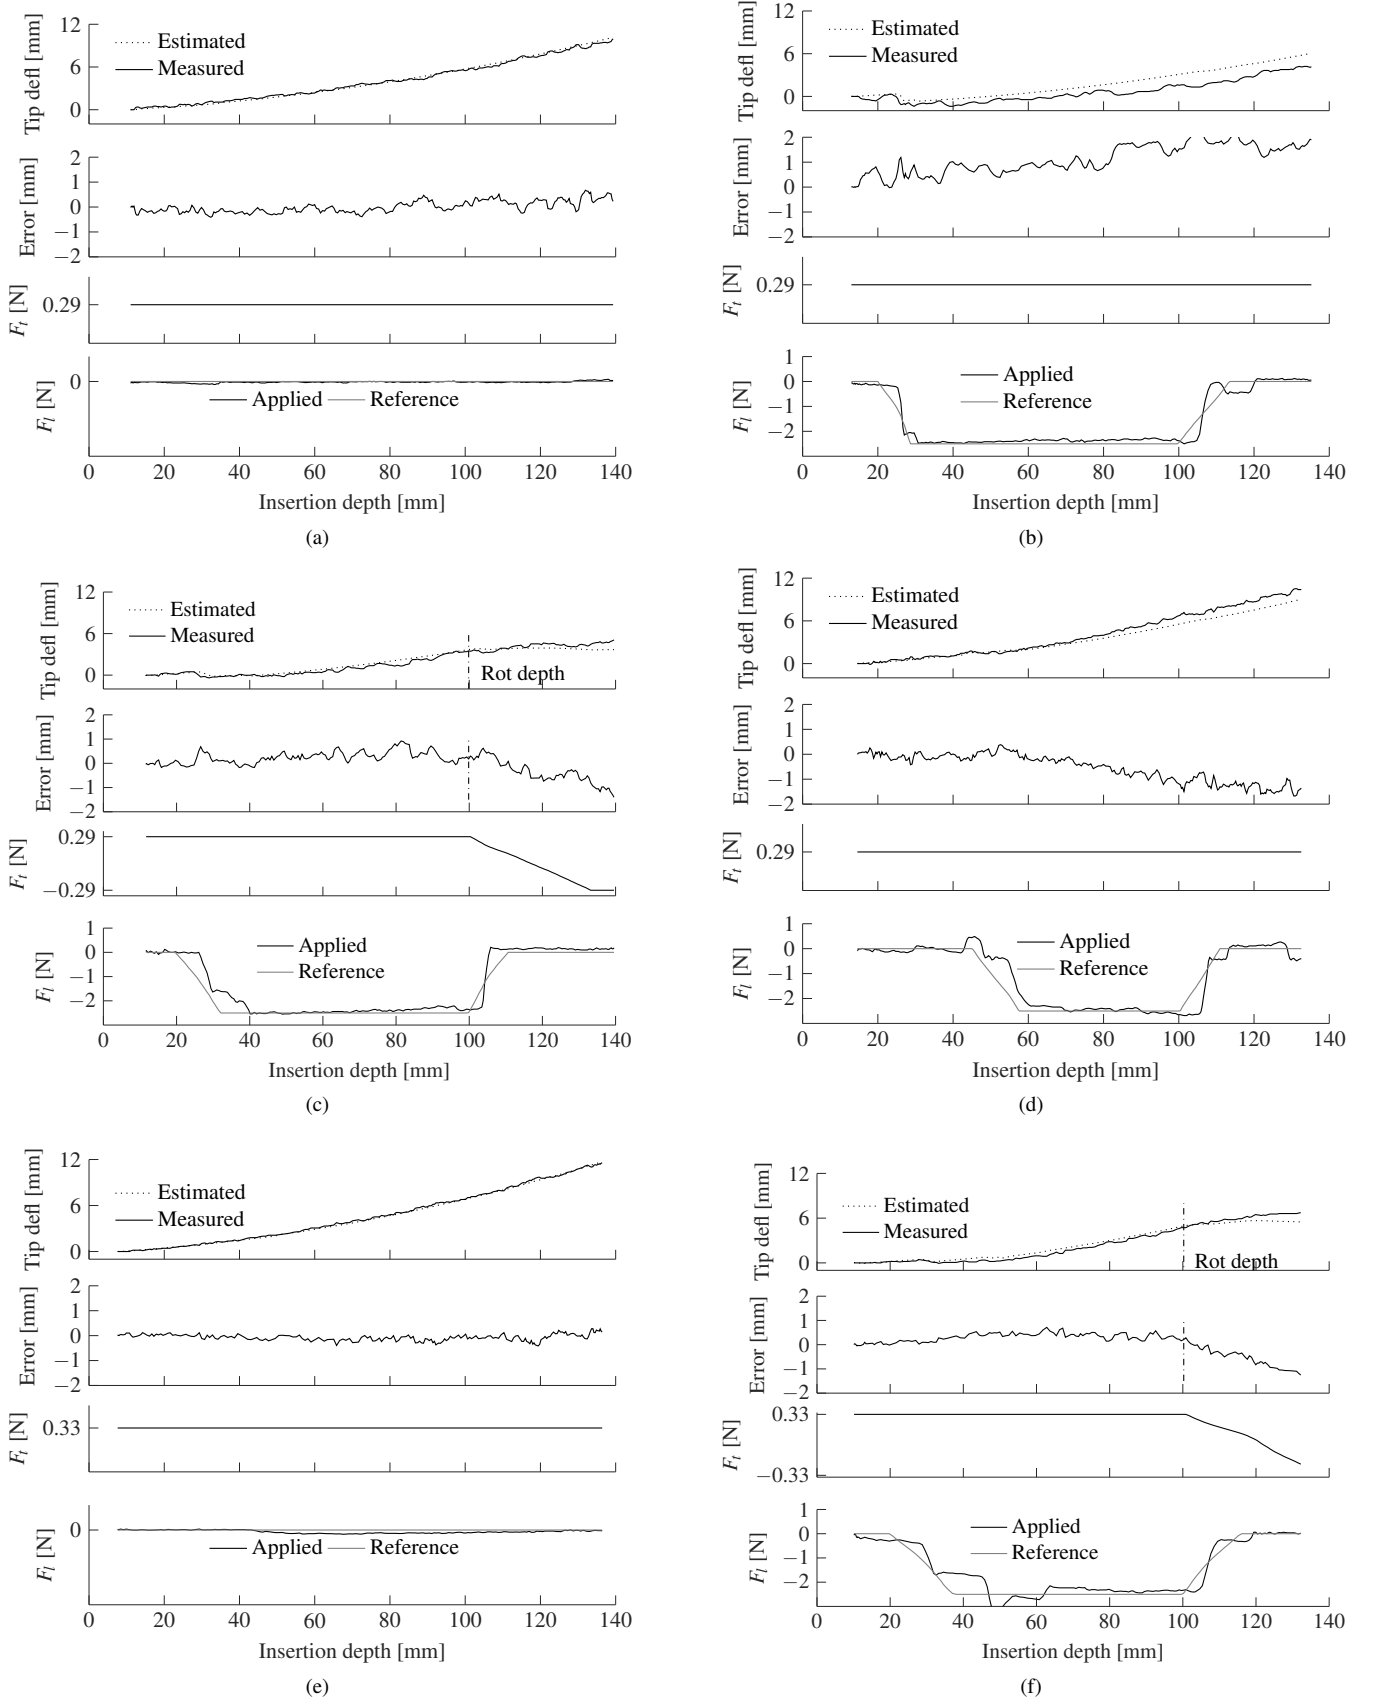 12
6
0
Tip defl [mm]
Estimated
Measured
2
1
0
−1
−2
Error [mm]
0.29
F_t [N]
0
F_l [N]
Applied Reference
0 20 40 60 80 100 120 140
Insertion depth [mm]
(a)
12
6
0
Tip defl [mm]
Estimated
Measured
2
1
0
−1
−2
Error [mm]
0.29
F_t [N]
1
0
−1
−2
F_l [N]
Applied
Reference
0 20 40 60 80 100 120 140
Insertion depth [mm]
(b)
12
6
0
Tip defl [mm]
Estimated
Measured
Rot depth
2
1
0
−1
−2
Error [mm]
0.29
−0.29
F_t [N]
1
0
−1
−2
F_l [N]
Applied
Reference
0 20 40 60 80 100 120 140
Insertion depth [mm]
(c)
12
6
0
Tip defl [mm]
Estimated
Measured
2
1
0
−1
−2
Error [mm]
0.29
F_t [N]
1
0
−1
−2
F_l [N]
Applied
Reference
0 20 40 60 80 100 120 140
Insertion depth [mm]
(d)
12
6
0
Tip defl [mm]
Estimated
Measured
2
1
0
−1
−2
Error [mm]
0.33
F_t [N]
0
F_l [N]
Applied Reference
0 20 40 60 80 100 120 140
Insertion depth [mm]
(e)
12
6
0
Tip defl [mm]
Estimated
Measured
Rot depth
2
1
0
−1
−2
Error [mm]
0.33
−0.33
F_t [N]
1
0
−1
−2
F_l [N]
Applied
Reference
0 20 40 60 80 100 120 140
Insertion depth [mm]
(f)